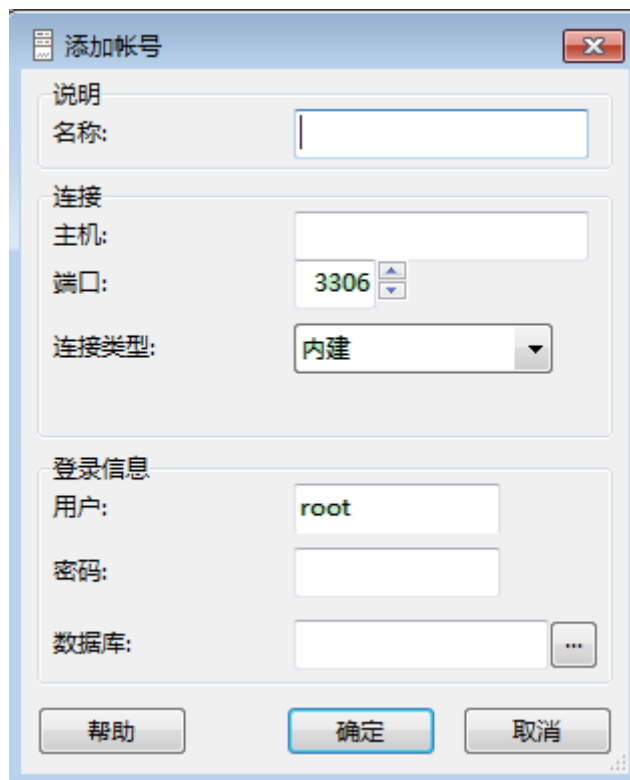 添加帐号
说明
名称:
连接
主机:
端口: 3306
连接类型: 内建
登录信息
用户: root
密码:
数据库: ...
帮助 确定 取消